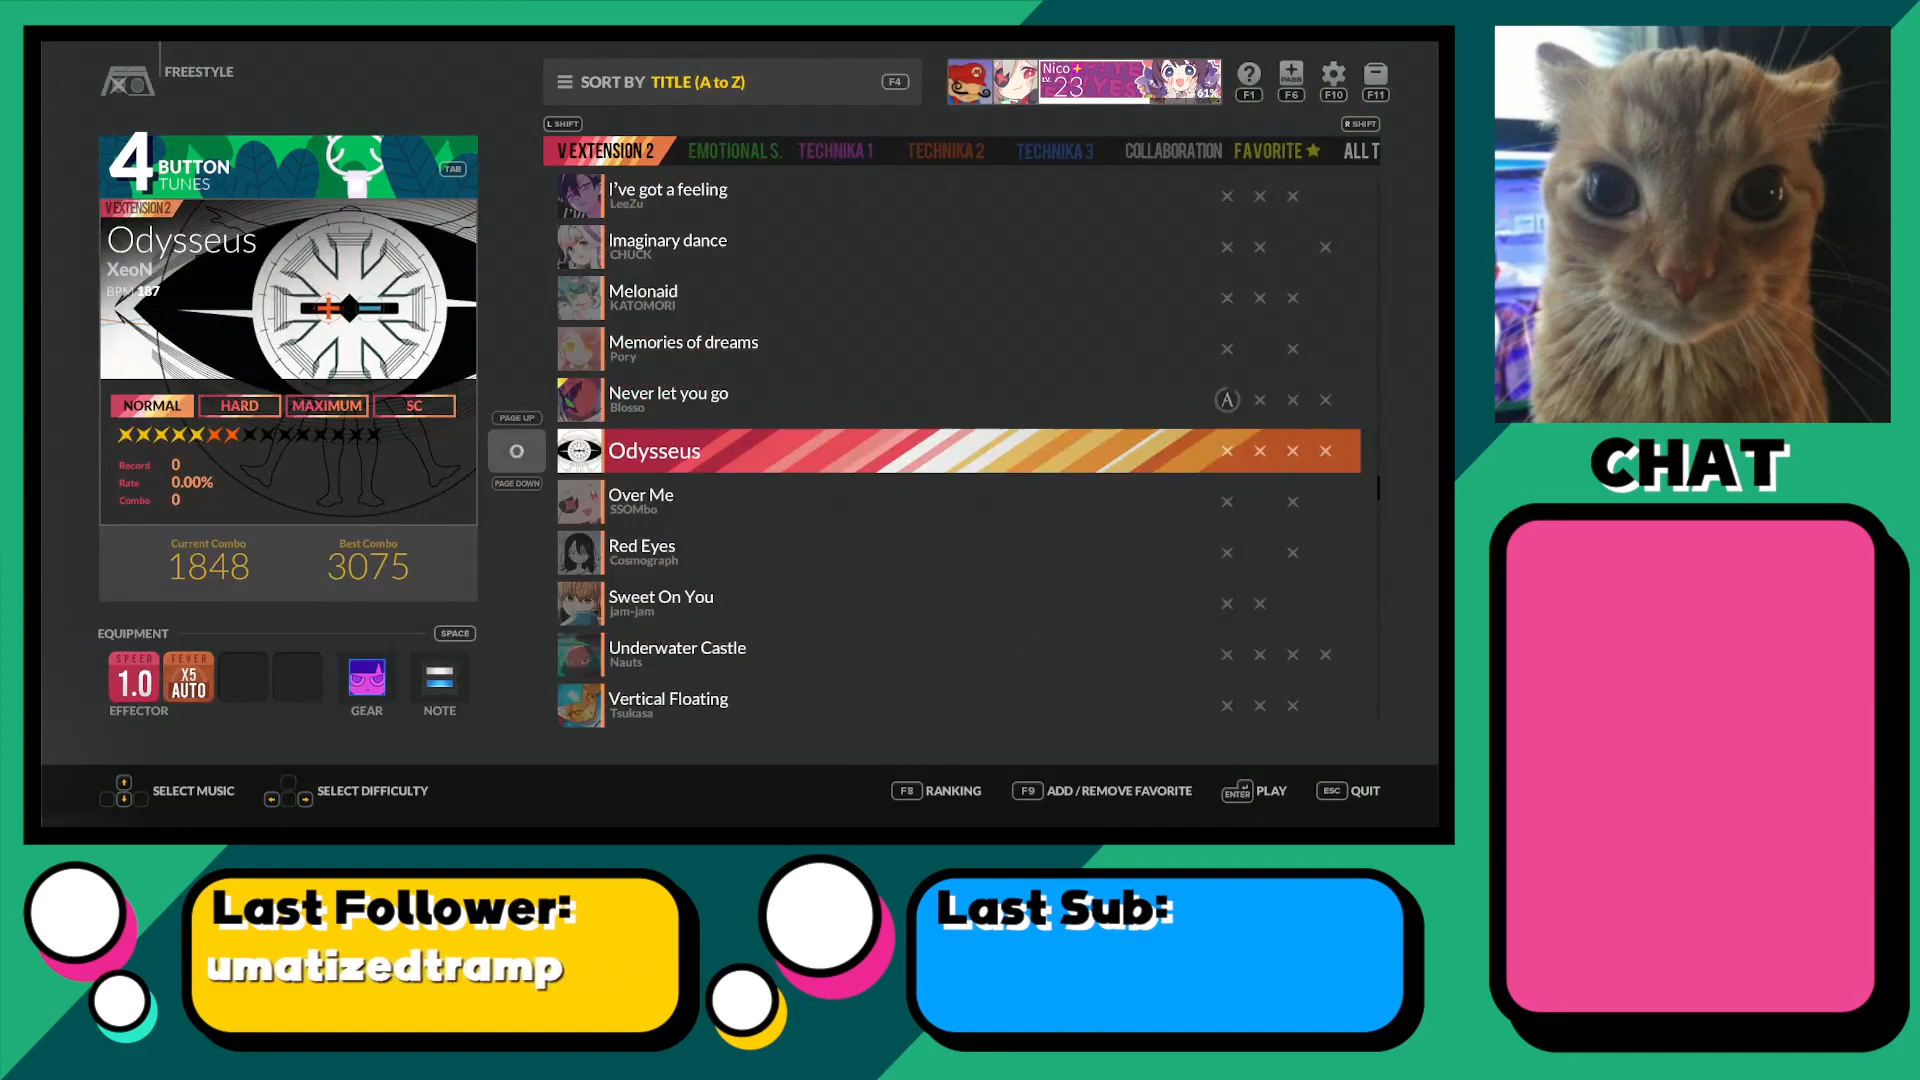 FREESTYLE
SORT BY TITLE (A to Z)
F4
Nico
LV. 23
61%
F1
PASS
F6
F10
F11
L SHIFT
R SHIFT
V EXTENSION 2
EMOTIONAL S.
TECHNIKA 1
TECHNIKA 2
TECHNIKA 3
COLLABORATION
FAVORITE
ALL T
4 BUTTON
TUNES
TAB
V EXTENSION 2
Odysseus
XeoN
BPM 187
NORMAL
HARD
MAXIMUM
SC
Record 0
Rate 0.00%
Combo 0
Current Combo
1848
Best Combo
3075
EQUIPMENT
SPACE
SPEED
1.0
FEVER
X5
AUTO
EFFECTOR
GEAR
NOTE
PAGE UP
O
PAGE DOWN
I've got a feeling
LeeZu
Imaginary dance
CHUCK
Melonaid
KATOMORI
Memories of dreams
Pory
Never let you go
Blosso
A
Odysseus
Over Me
SSOMbo
Red Eyes
Cosmograph
Sweet On You
Jam-jam
Underwater Castle
Nauts
Vertical Floating
Tsukasa
SELECT MUSIC
SELECT DIFFICULTY
F8 RANKING
F9 ADD / REMOVE FAVORITE
ENTER PLAY
ESC QUIT
CHAT
Last Follower:
umatizedtramp
Last Sub: